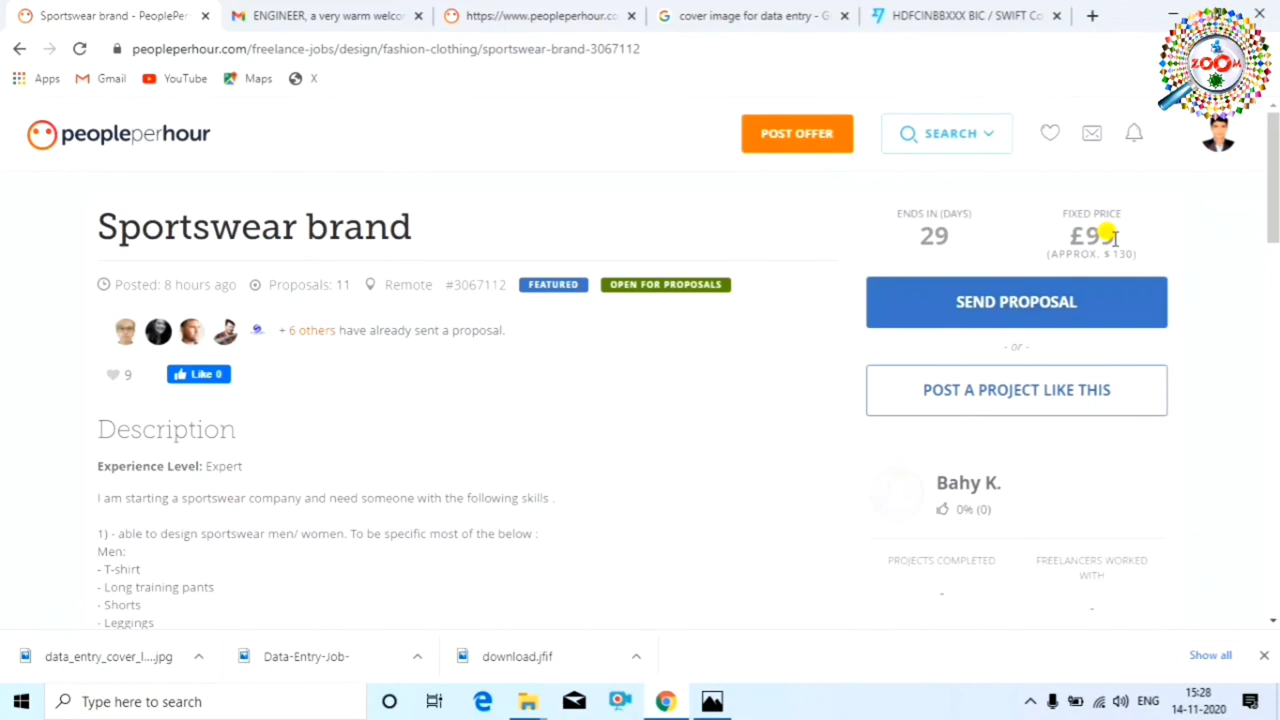 Sportswear brand - PeoplePer
ENGINEER, a very warm welco
https://www.peopleperhour.co
cover image for data entry - G
HDFCINBBXXX BIC / SWIFT Co
peopleperhour.com/freelance-jobs/design/fashion-clothing/sportswear-brand-3067112
Apps
Gmail
YouTube
Maps
X
ZOOM
peopleperhour
POST OFFER
SEARCH
Sportswear brand
ENDS IN (DAYS)
29
FIXED PRICE
£99
(APPROX. $130)
Posted: 8 hours ago
Proposals: 11
Remote
#3067112
FEATURED
OPEN FOR PROPOSALS
SEND PROPOSAL
+ 6 others have already sent a proposal.
- or -
9
Like 0
POST A PROJECT LIKE THIS
Description
Experience Level: Expert
I am starting a sportswear company and need someone with the following skills .
1) - able to design sportswear men/ women. To be specific most of the below :
Men:
- T-shirt
- Long training pants
- Shorts
- Leggings
Bahy K.
0% (0)
PROJECTS COMPLETED
-
FREELANCERS WORKED
WITH
-
data_entry_cover_l....jpg
Data-Entry-Job-
download.jfif
Show all
Type here to search
ENG
15:28
14-11-2020